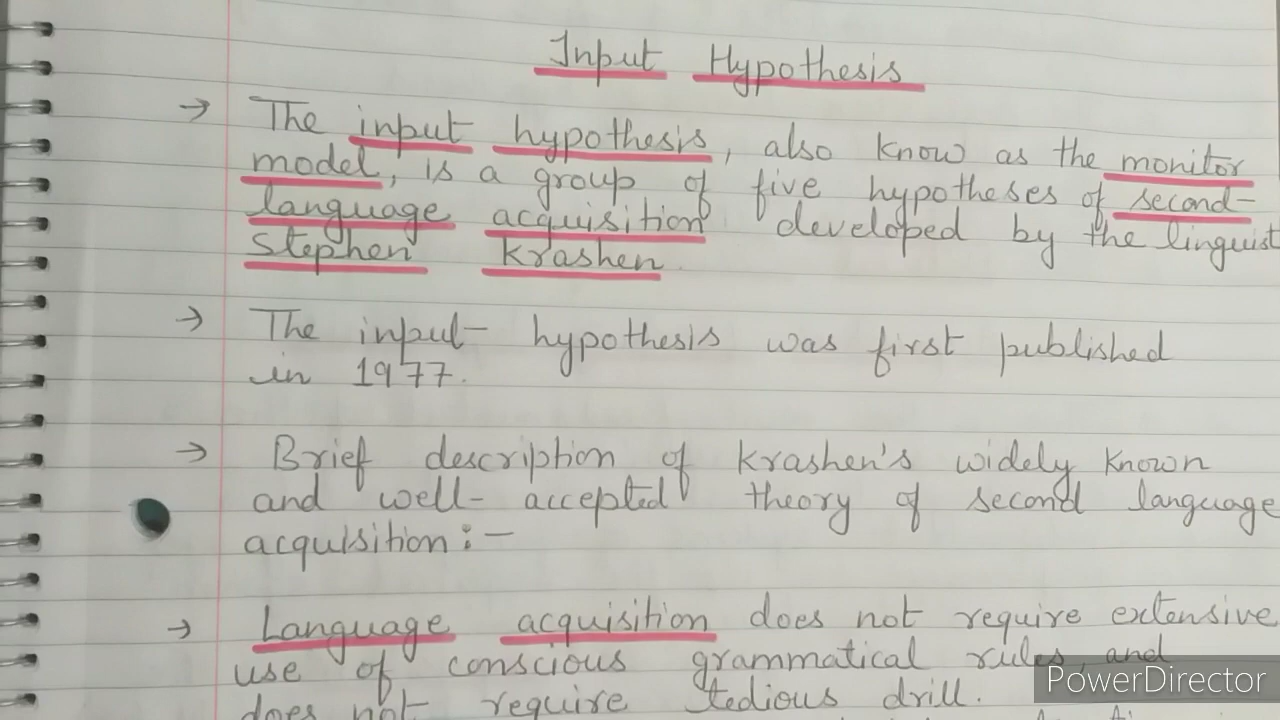 Input Hypothesis
→ The input hypothesis, also know as the monitor
model, is a group of five hypotheses of second-
language acquisition developed by the linguist
Stephen Krashen.
→ The input- hypothesis was first published
in 1977.
→ Brief description of Krashen's widely known
and well- accepted theory of second language
acquisition:-
→ Language acquisition does not require extensive
use of conscious grammatical rules, and
does not require tedious drill.
PowerDirector